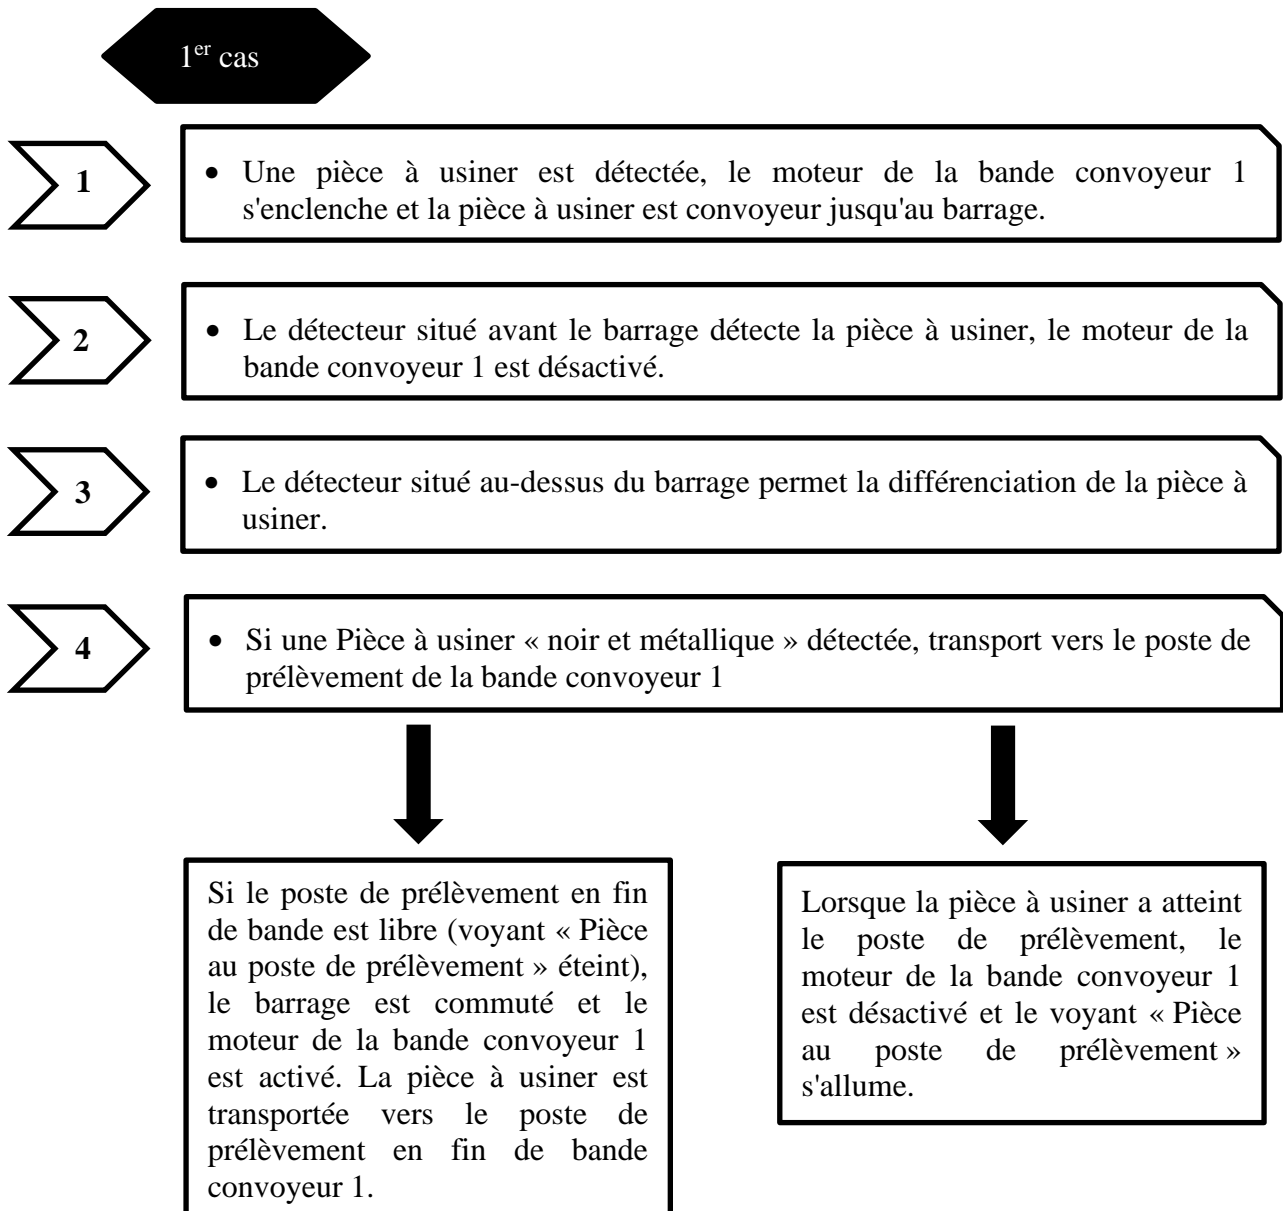 1er cas
1
• Une pièce à usiner est détectée, le moteur de la bande convoyeur 1
s'enclenche et la pièce à usiner est convoyeur jusqu'au barrage.
2
• Le détecteur situé avant le barrage détecte la pièce à usiner, le moteur de la
bande convoyeur 1 est désactivé.
3
• Le détecteur situé au-dessus du barrage permet la différenciation de la pièce à
usiner.
4
• Si une Pièce à usiner « noir et métallique » détectée, transport vers le poste de
prélèvement de la bande convoyeur 1
Si le poste de prélèvement en fin
de bande est libre (voyant « Pièce
au poste de prélèvement » éteint),
le barrage est commuté et le
moteur de la bande convoyeur 1
est activé. La pièce à usiner est
transportée vers le poste de
prélèvement en fin de bande
convoyeur 1.
Lorsque la pièce à usiner a atteint
le poste de prélèvement, le
moteur de la bande convoyeur 1
est désactivé et le voyant « Pièce
au poste de prélèvement »
s'allume.